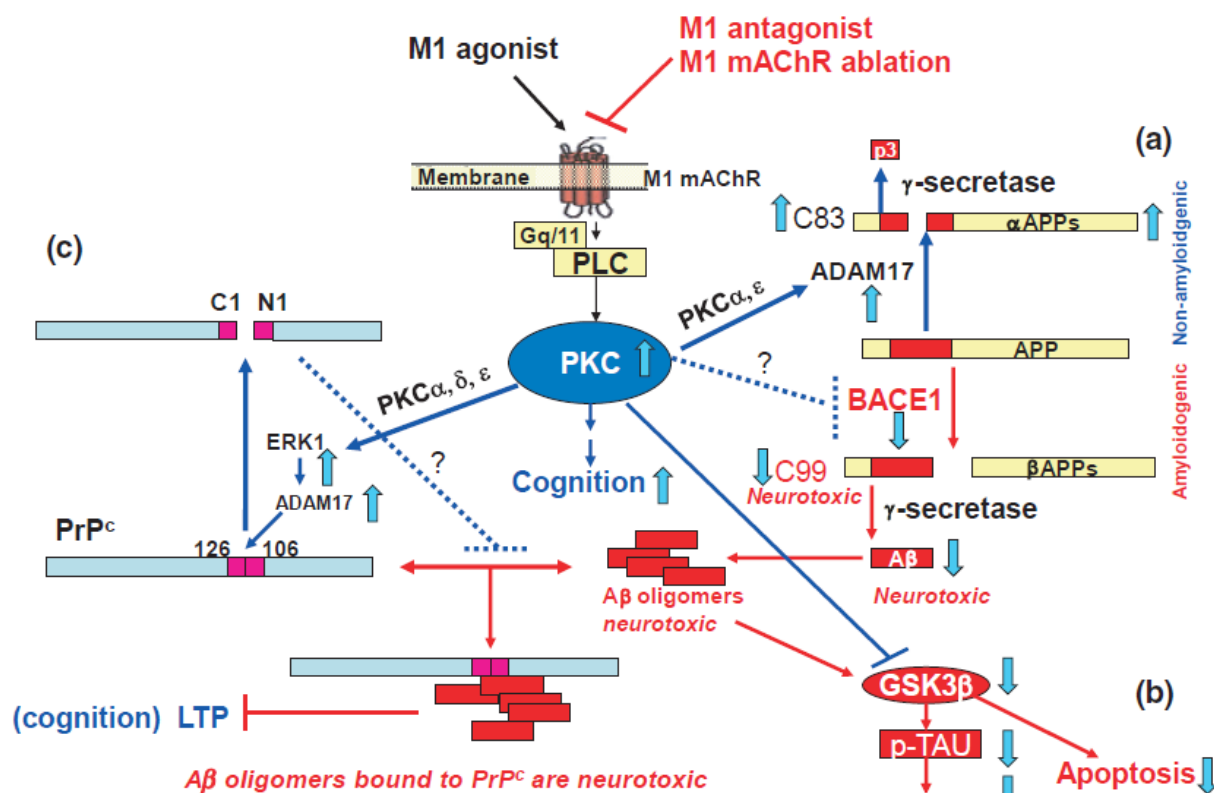 M1 agonist
M1 antagonist
M1 mAChR ablation
Membrane
M1 mAChR
Gq/11
PLC
PKC
PKCα,ε
?
Cognition
(a)
p3
γ-secretase
C83
αAPPs
ADAM17
APP
BACE1
C99
Neurotoxic
βAPPs
γ-secretase
Aβ
Neurotoxic
Non-amyloidgenic
Amyloidogenic
(c)
C1 N1
PKCα, δ, ε
ERK1
ADAM17
?
PrPᶜ
126 106
Aβ oligomers
neurotoxic
(cognition) LTP
Aβ oligomers bound to PrPᶜ are neurotoxic
(b)
GSK3β
p-TAU
Apoptosis